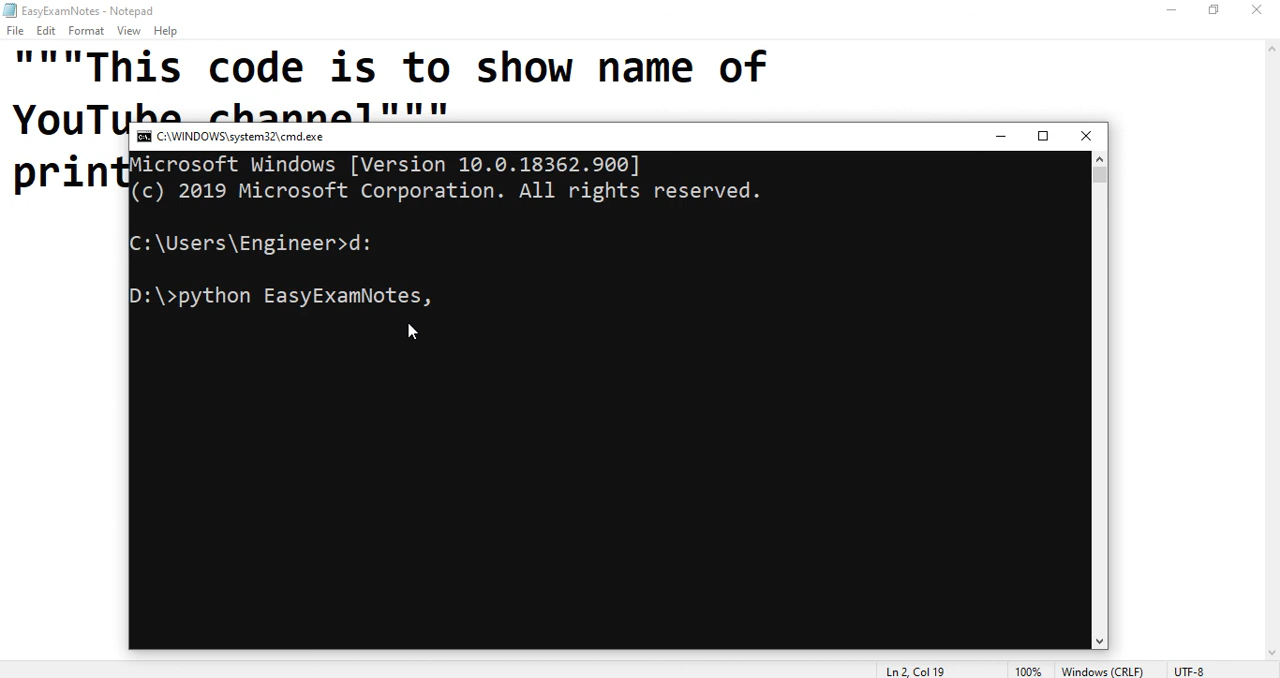 EasyExamNotes - Notepad
File Edit Format View Help
"""This code is to show name of
YouTube channel"""
print
C:\WINDOWS\system32\cmd.exe
Microsoft Windows [Version 10.0.18362.900]
(c) 2019 Microsoft Corporation. All rights reserved.
C:\Users\Engineer>d:
D:\>python EasyExamNotes,
Ln 2, Col 19 100% Windows (CRLF) UTF-8